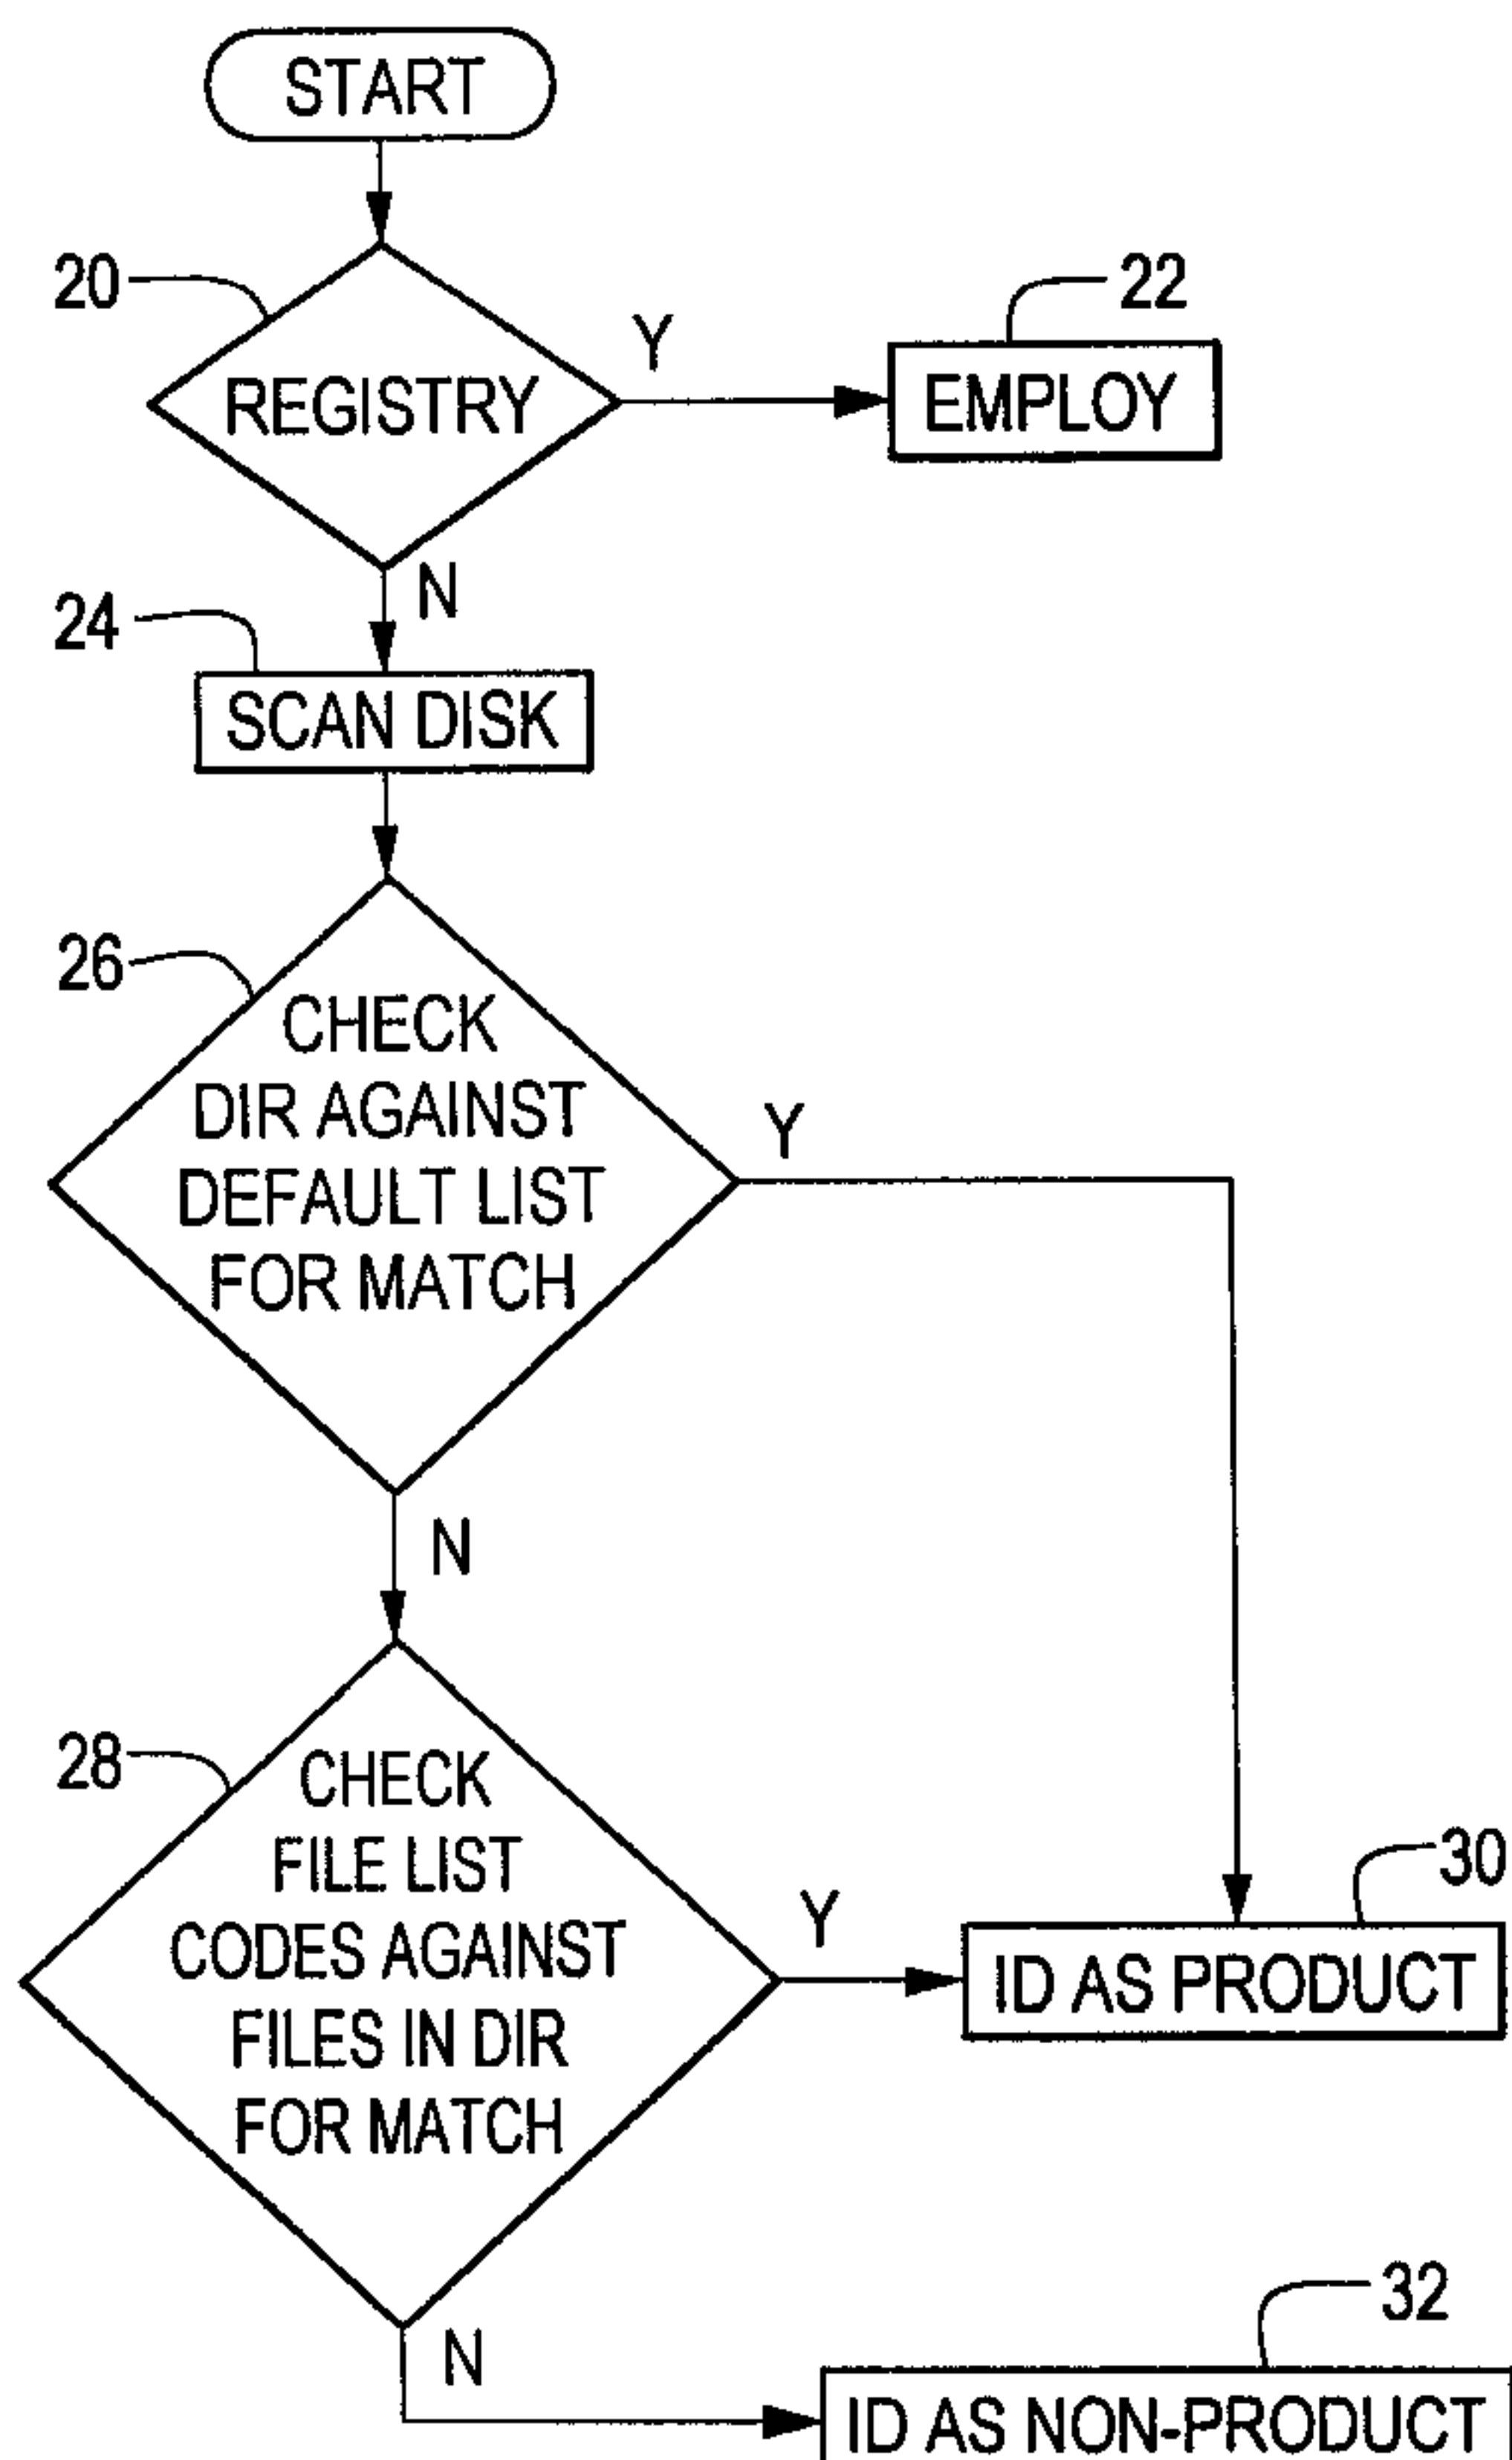 START
20
REGISTRY
Y
22
EMPLOY
N
24
SCAN DISK
26
CHECK
DIR AGAINST
DEFAULT LIST
FOR MATCH
Y
N
28
CHECK
FILE LIST
CODES AGAINST
FILES IN DIR
FOR MATCH
Y
30
ID AS PRODUCT
N
32
ID AS NON-PRODUCT